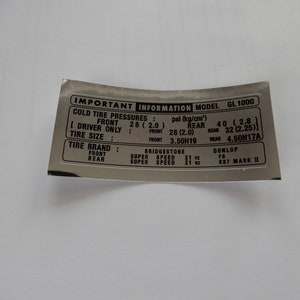 IMPORTANT INFORMATION MODEL GL1000
COLD TIRE PRESSURES : psi (kg/cm²)
FRONT 28 (2.0) REAR 40 (2.8)
[ DRIVER ONLY : FRONT 28 (2.0) REAR 32 (2.25)]
TIRE SIZE : FRONT 3.50H19 REAR 4.50H17A
TIRE BRAND : BRIDGESTONE DUNLOP
FRONT SUPER SPEED 21 F6
REAR SUPER SPEED 21 K87 MARK II